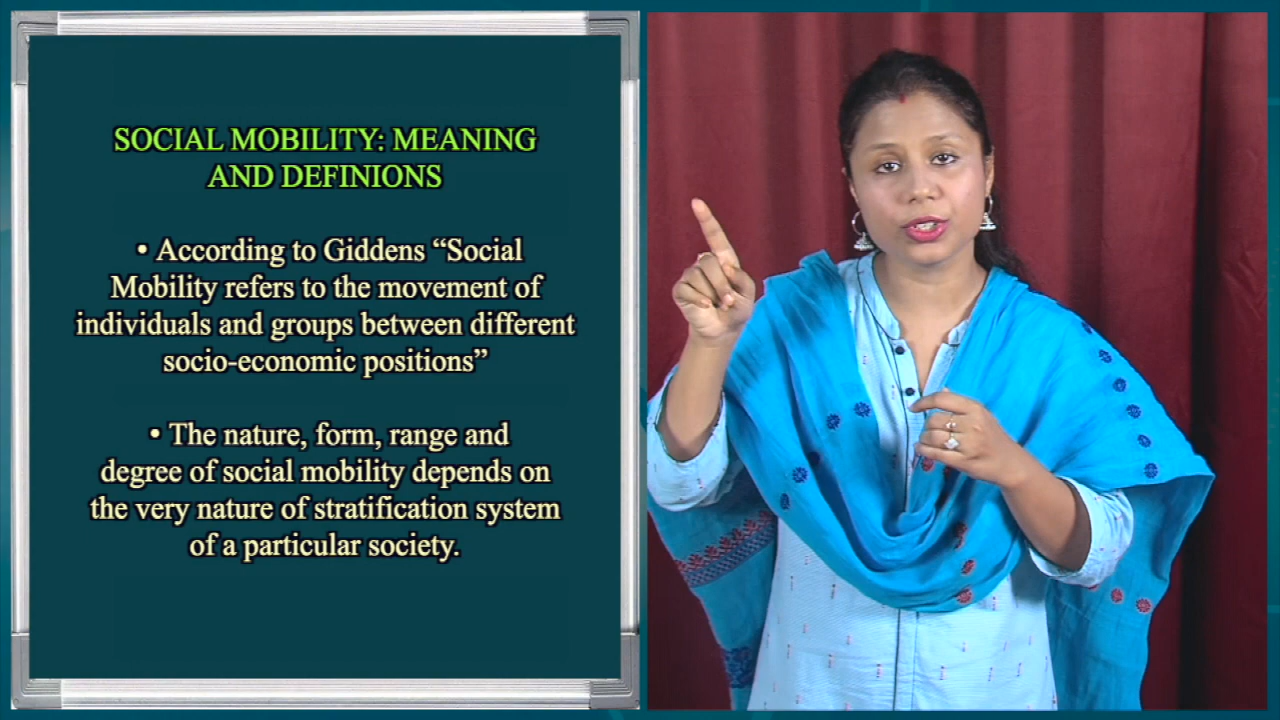 SOCIAL MOBILITY: MEANING
AND DEFINIONS
• According to Giddens “Social
Mobility refers to the movement of
individuals and groups between different
socio-economic positions”
• The nature, form, range and
degree of social mobility depends on
the very nature of stratification system
of a particular society.